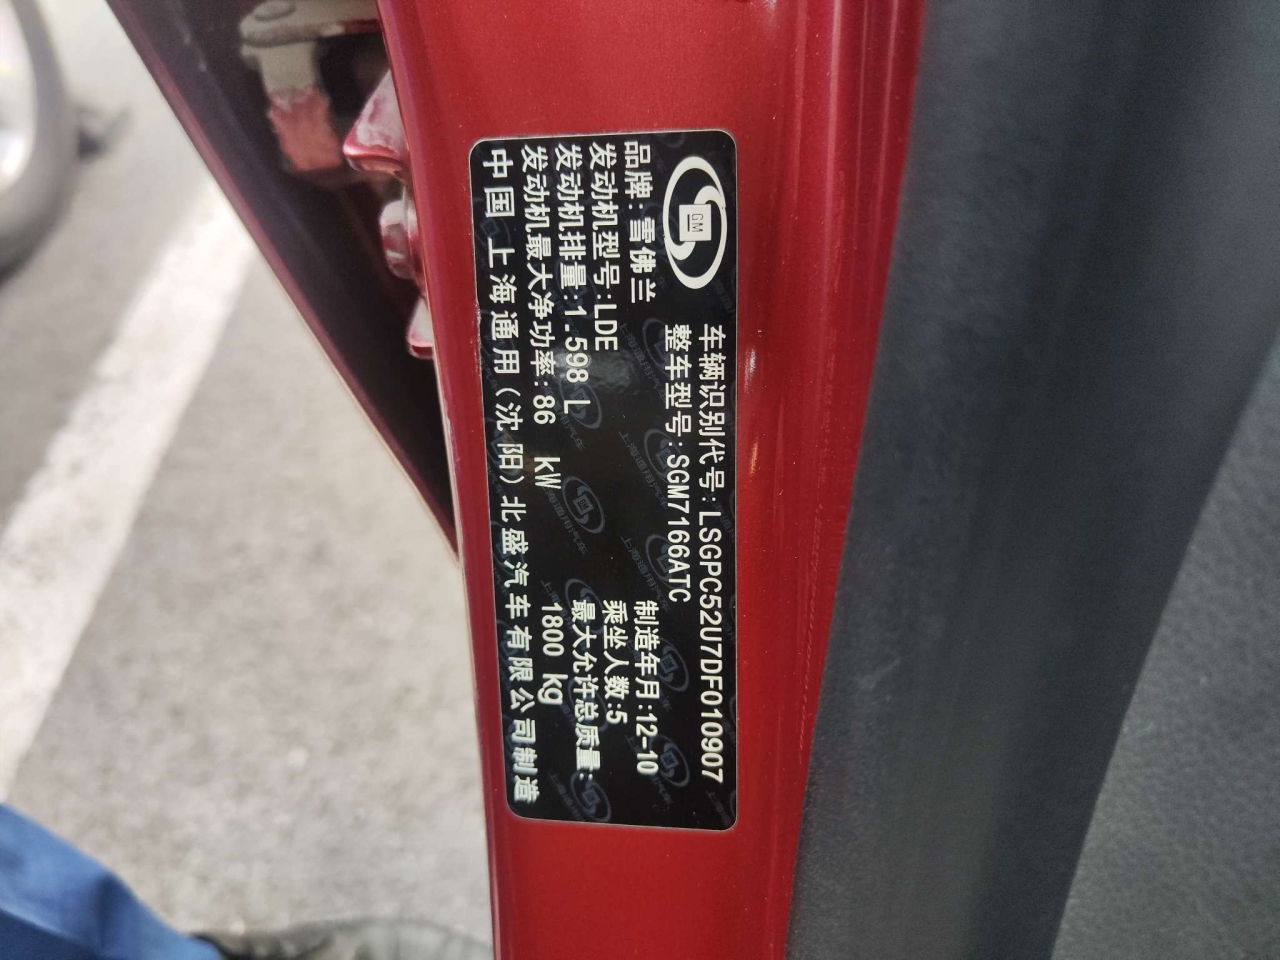 GM
车辆识别代号:LSGPC52U7DF010907
整车型号:SGM7166ATC
品牌:雪佛兰
制造年月:12-10
发动机型号:LDE
乘坐人数:5
发动机排量:1.598 L
最大允许总质量:
发动机最大净功率:86 kW
1800 kg
中国 上海通用(沈阳)北盛汽车有限公司制造